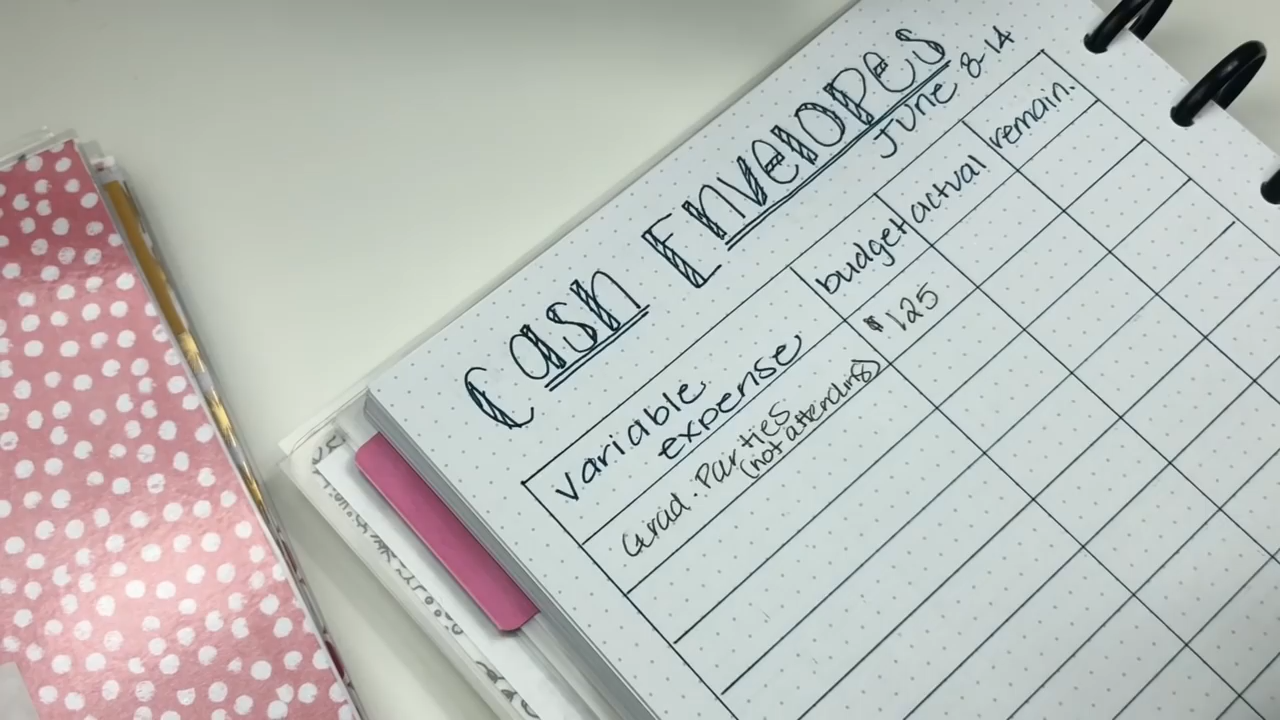 Cash Envelopes
June 8-14
variable expense budget actual remain.
Grad. Parties $125
(not attending)